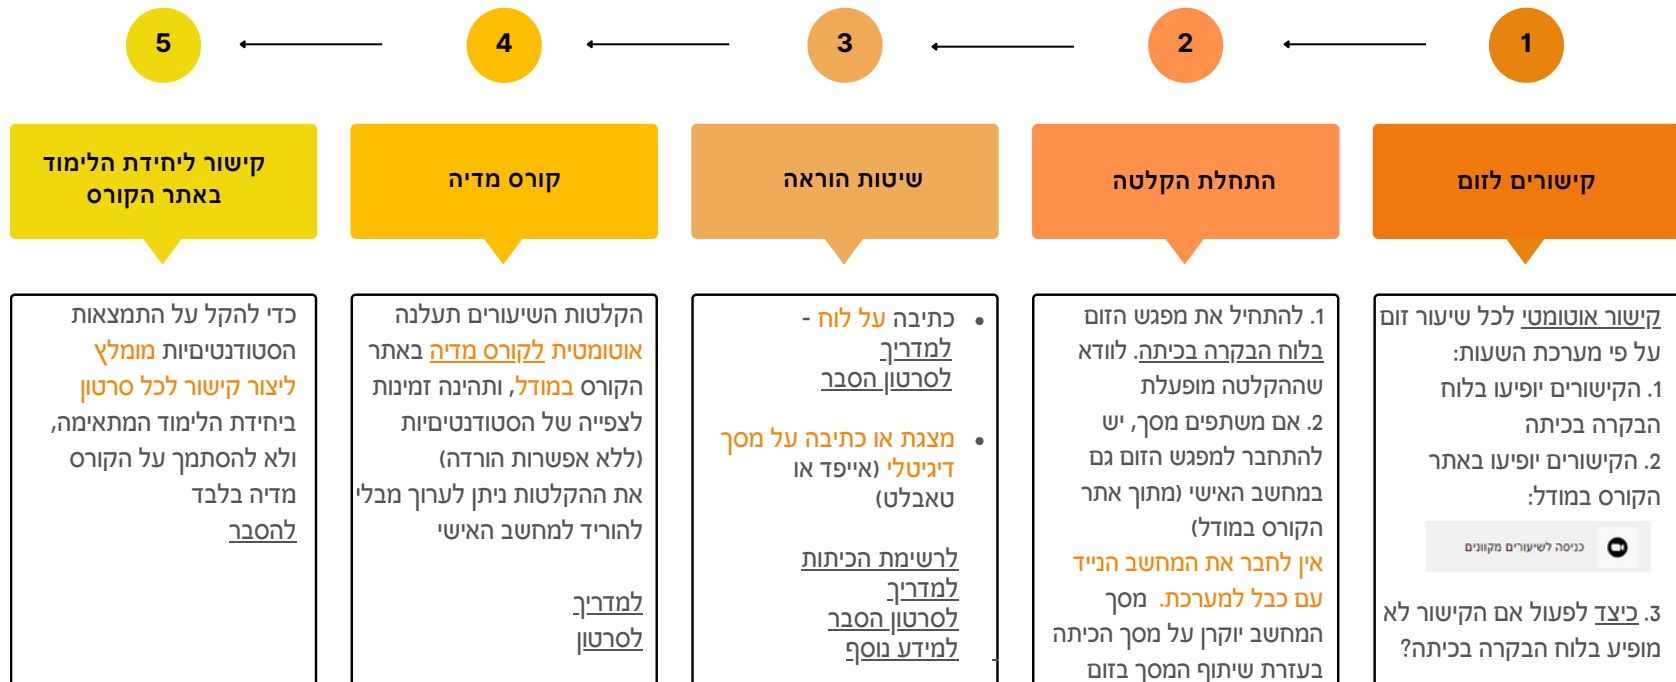 1
2
3
4
5
קישורים לזום
קישור אוטומטי לכל שיעור זום
על פי מערכת השעות:
1. הקישורים יופיעו בלוח
הבקרה בכיתה
2. הקישורים יופיעו באתר
הקורס במודל:
כניסה לשיעורים מקוונים
3. כיצד לפעול אם הקישור לא
מופיע בלוח הבקרה בכיתה?
התחלת הקלטה
1. להתחיל את מפגש הזום
בלוח הבקרה בכיתה. לוודא
שההקלטה מופעלת
2. אם משתפים מסך, יש
להתחבר למפגש הזום גם
במחשב האישי (מתוך אתר
הקורס במודל)
אין לחבר את המחשב הנייד
עם כבל למערכת. מסך
המחשב יוקרן על מסך הכיתה
בעזרת שיתוף המסך בזום
שיטות הוראה
• כתיבה על לוח -
למדריך
לסרטון הסבר
• מצגת או כתיבה על מסך
דיגיטלי (אייפד או
טאבלט)
לרשימת הכיתות
למדריך
לסרטון הסבר
למידע נוסף
קורס מדיה
הקלטות השיעורים תעלנה
אוטומטית לקורס מדיה באתר
הקורס במודל, ותהינה זמינות
לצפייה של הסטודנטיםיות
(ללא אפשרות הורדה)
את ההקלטות ניתן לערוך מבלי
להוריד למחשב האישי
למדריך
לסרטון
קישור ליחידת הלימוד
באתר הקורס
כדי להקל על התמצאות
הסטודנטיםיות מומלץ
ליצור קישור לכל סרטון
ביחידת הלימוד המתאימה,
ולא להסתמך על הקורס
מדיה בלבד
להסבר